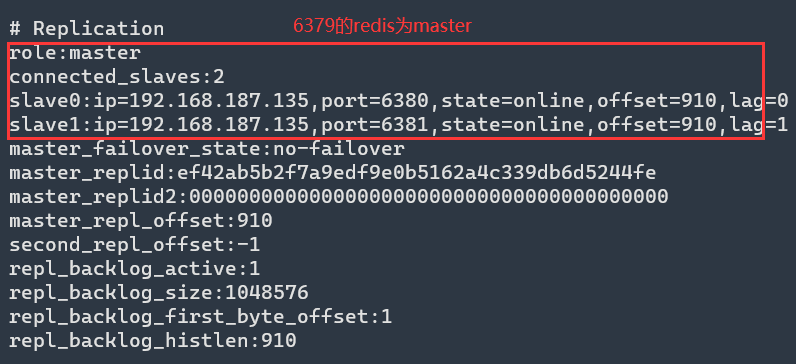 # Replication
6379的redis为master
role:master
connected_slaves:2
slave0:ip=192.168.187.135,port=6380,state=online,offset=910,lag=0
slave1:ip=192.168.187.135,port=6381,state=online,offset=910,lag=1
master_failover_state:no-failover
master_replid:ef42ab5b2f7a9edf9e0b5162a4c339db6d5244fe
master_replid2:0000000000000000000000000000000000000000
master_repl_offset:910
second_repl_offset:-1
repl_backlog_active:1
repl_backlog_size:1048576
repl_backlog_first_byte_offset:1
repl_backlog_histlen:910